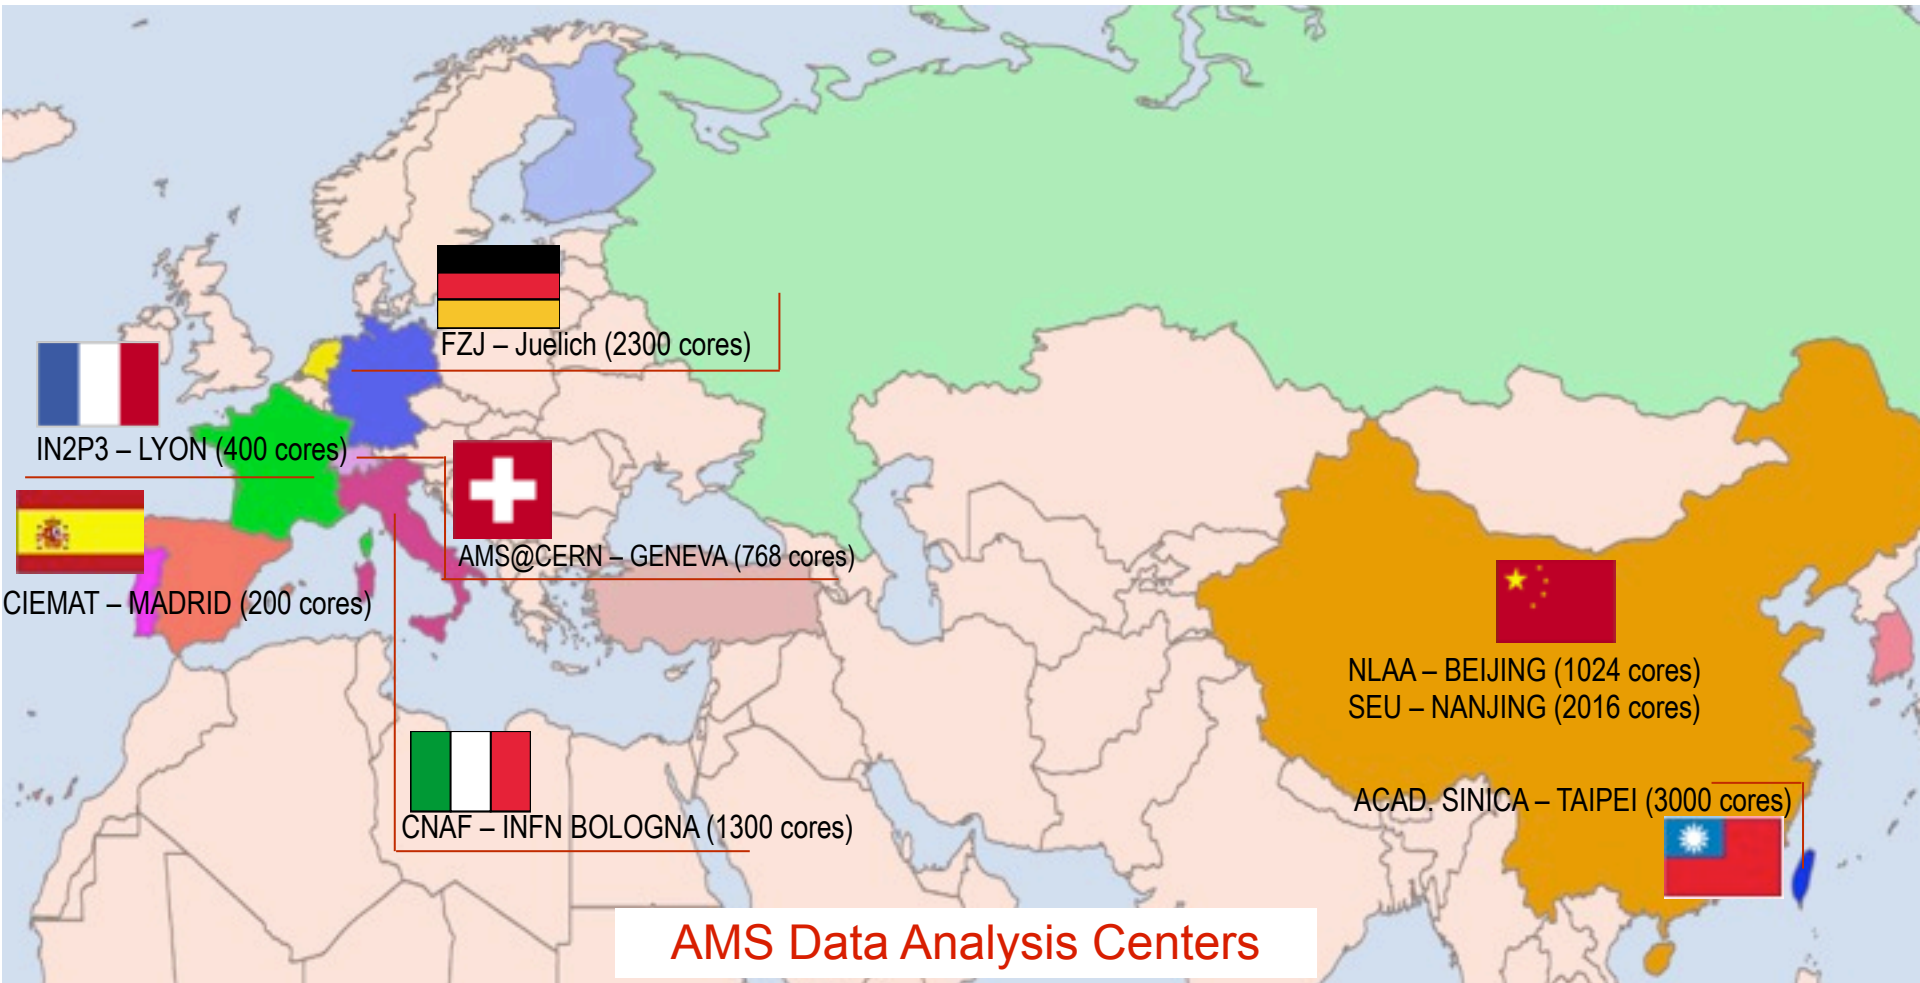 FZJ – Juelich (2300 cores)
IN2P3 – LYON (400 cores)
AMS@CERN – GENEVA (768 cores)
CIEMAT – MADRID (200 cores)
NLAA – BEIJING (1024 cores)
SEU – NANJING (2016 cores)
ACAD. SINICA – TAIPEI (3000 cores)
CNAF – INFN BOLOGNA (1300 cores)
AMS Data Analysis Centers